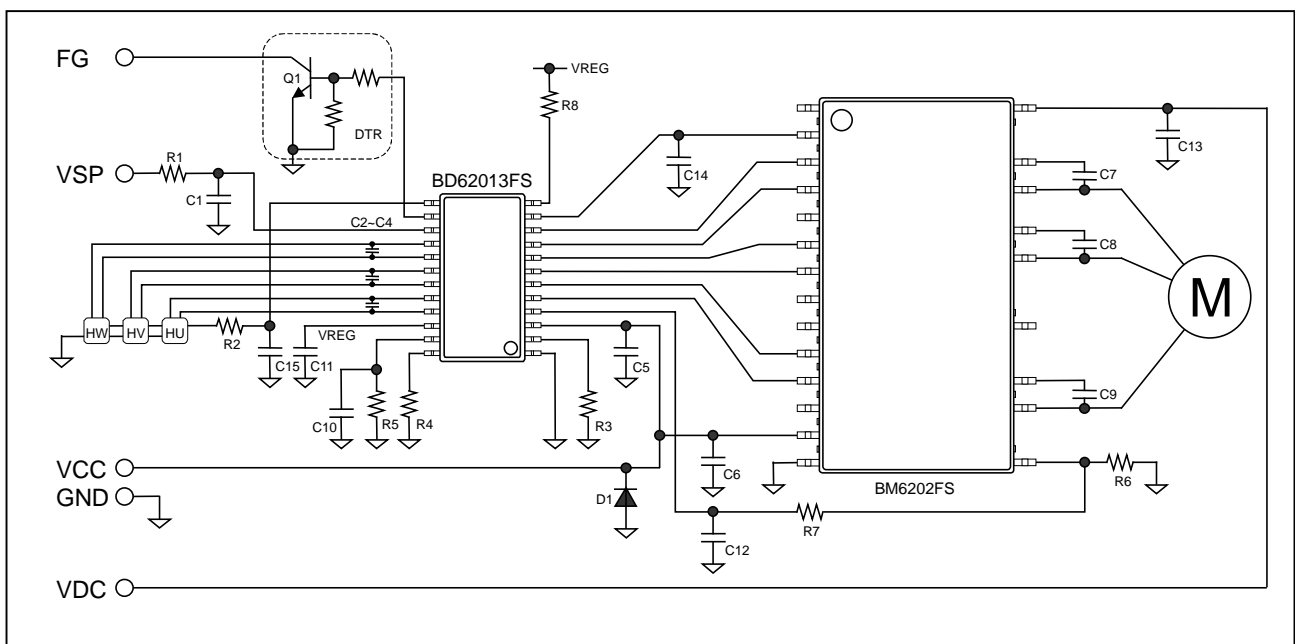 FG
Q1
DTR
VREG
R8
VSP
R1
C1
BD62013FS
C14
C13
C2~C4
C7
C8
M
HW
HV
HU
R2
VREG
C15
C11
C5
C10
R5
R4
R3
C9
VCC
GND
D1
C6
BM6202FS
R6
C12
R7
VDC